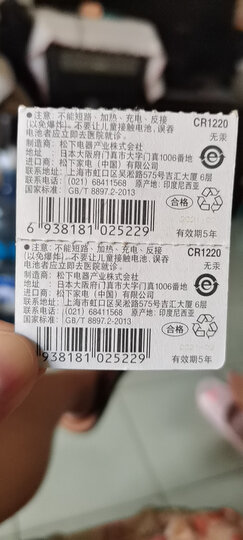 ●注意: 不能短路、加热、充电、反接
(以免爆炸)。不要让儿童接触电池, 误吞
电池者应立即去医院就诊。
CR1220
无汞
制造商: 松下电器产业株式会社
地址: 日本大阪府门真市大字门真1006番地
进口商: 松下家电（中国）有限公司
联系地址: 上海市虹口区吴淞路575号吉汇大厦 6层
联系电话: (021) 68411568 原产地: 印度尼西亚
国家标准: GB/T 8897.2-2013
合格
6 938181 025229
有效期5年
●注意: 不能短路、加热、充电、反接
(以免爆炸)。不要让儿童接触电池, 误吞
电池者应立即去医院就诊。
CR1220
无汞
制造商: 松下电器产业株式会社
地址: 日本大阪府门真市大字门真1006番地
进口商: 松下家电（中国）有限公司
联系地址: 上海市虹口区吴淞路575号吉汇大厦 6层
联系电话: (021) 68411568 原产地: 印度尼西亚
国家标准: GB/T 8897.2-2013
合格
938181 025229
有效期5年